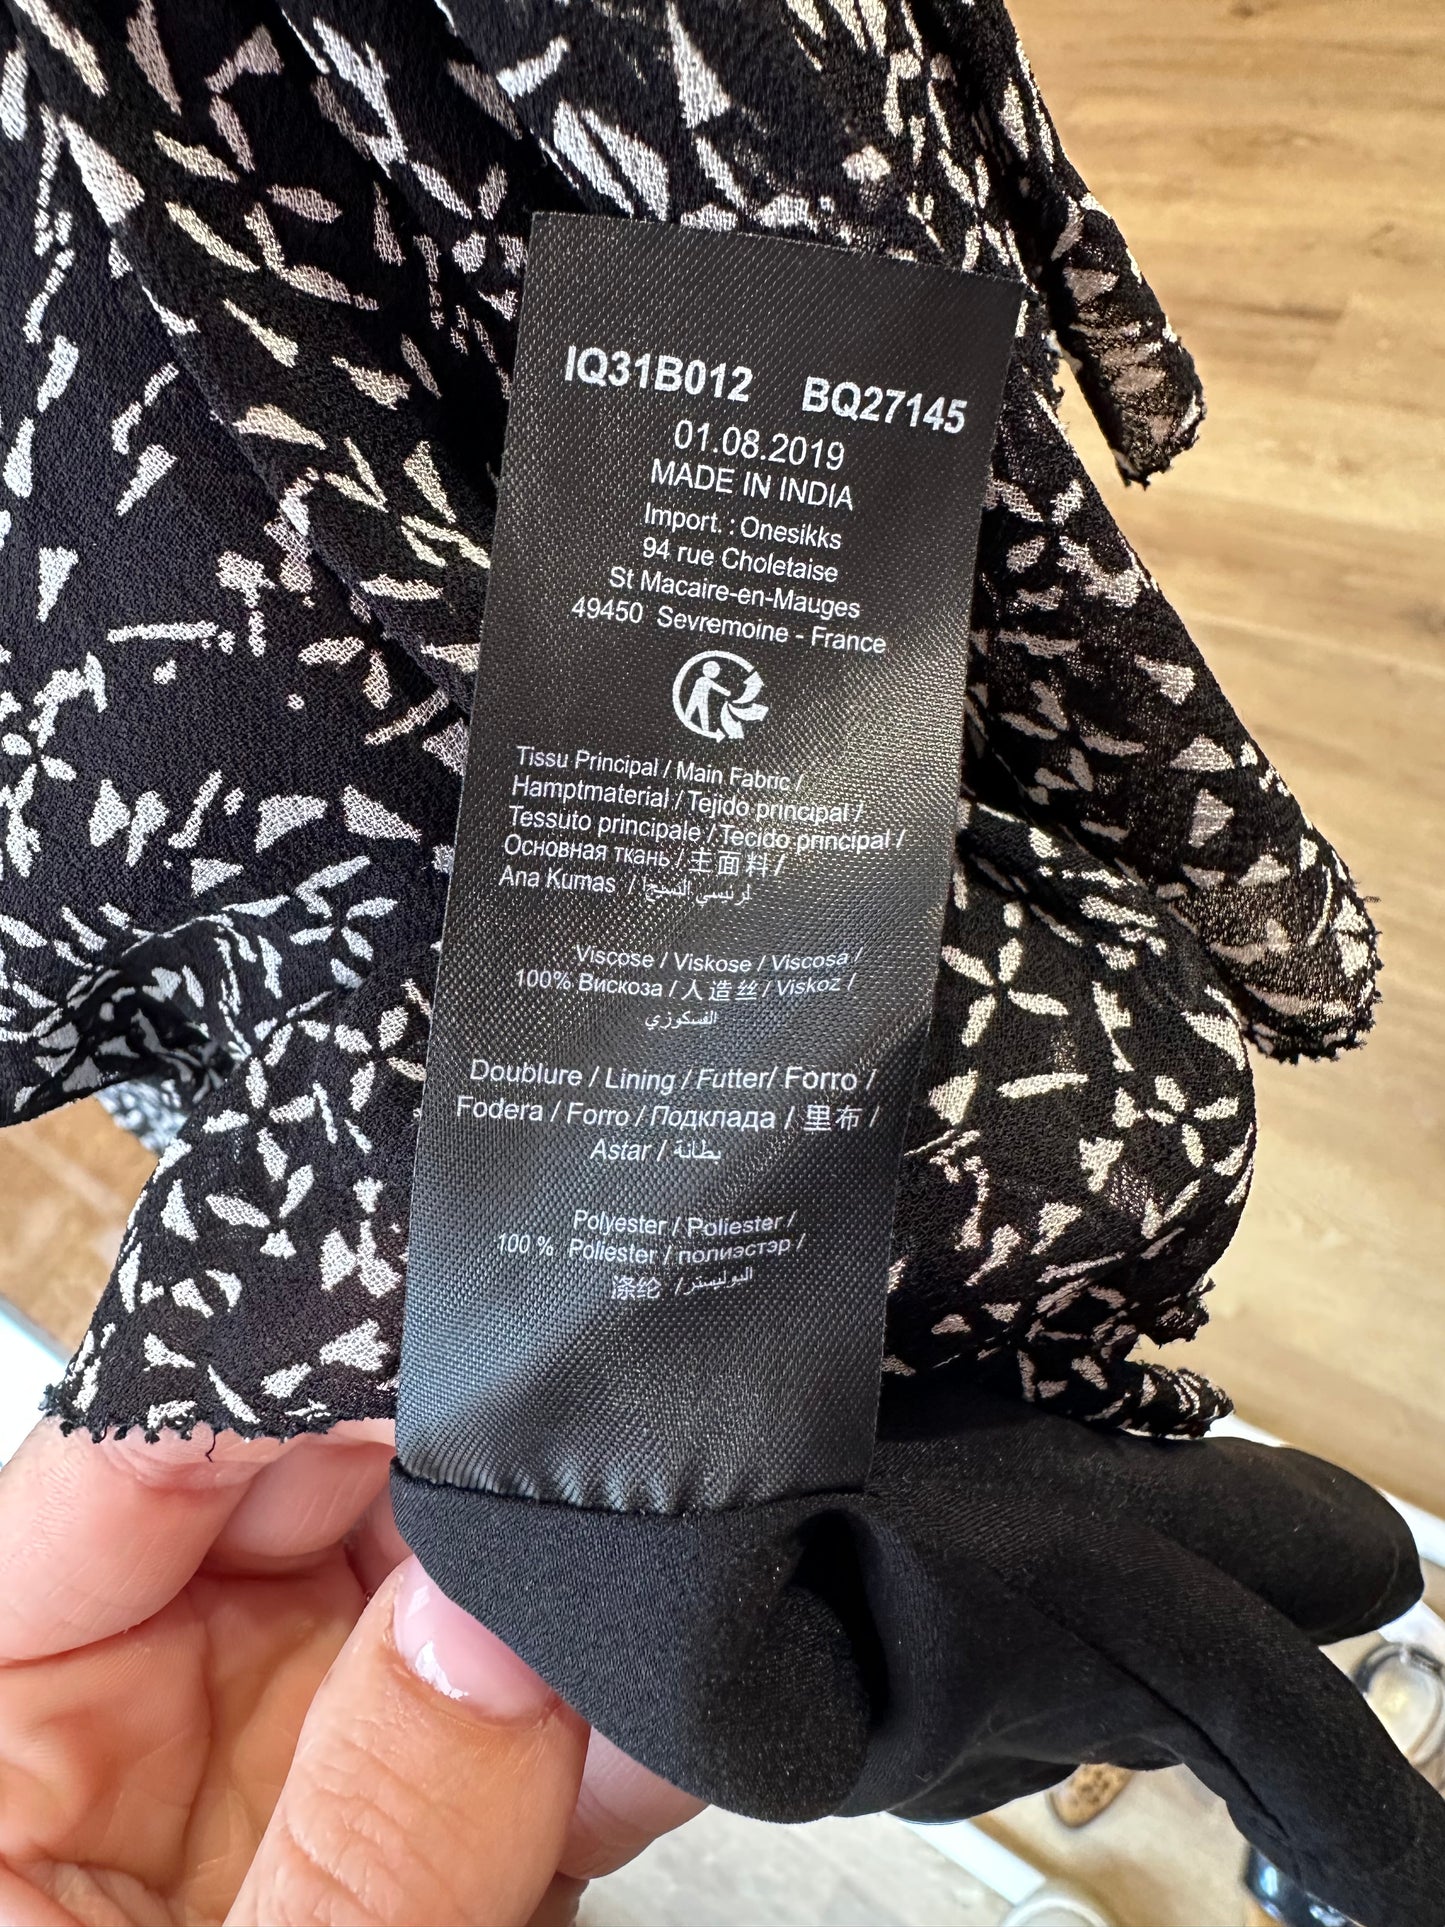 IQ31B012 BQ27145
01.08.2019
MADE IN INDIA
Import. : Onesikks
94 rue Choletaise
St Macaire-en-Mauges
49450 Sevremoine - France
Tissu Principal / Main Fabric /
Hamptmaterial / Tejido principal /
Tessuto principale / Tecido principal /
Основная ткань / 主面料 /
Ana Kumas /
Viscose / Viskose / Viscosa /
100% Вискоза / 人造丝 / Viskoz /
الفسكوزي
Doublure / Lining / Futter/ Forro /
Fodera / Forro / Подклада / 里布 /
Astar / بطانة
Polyester / Poliester /
100 % Poliester / полиэстэр /
涤纶 / البوليستر